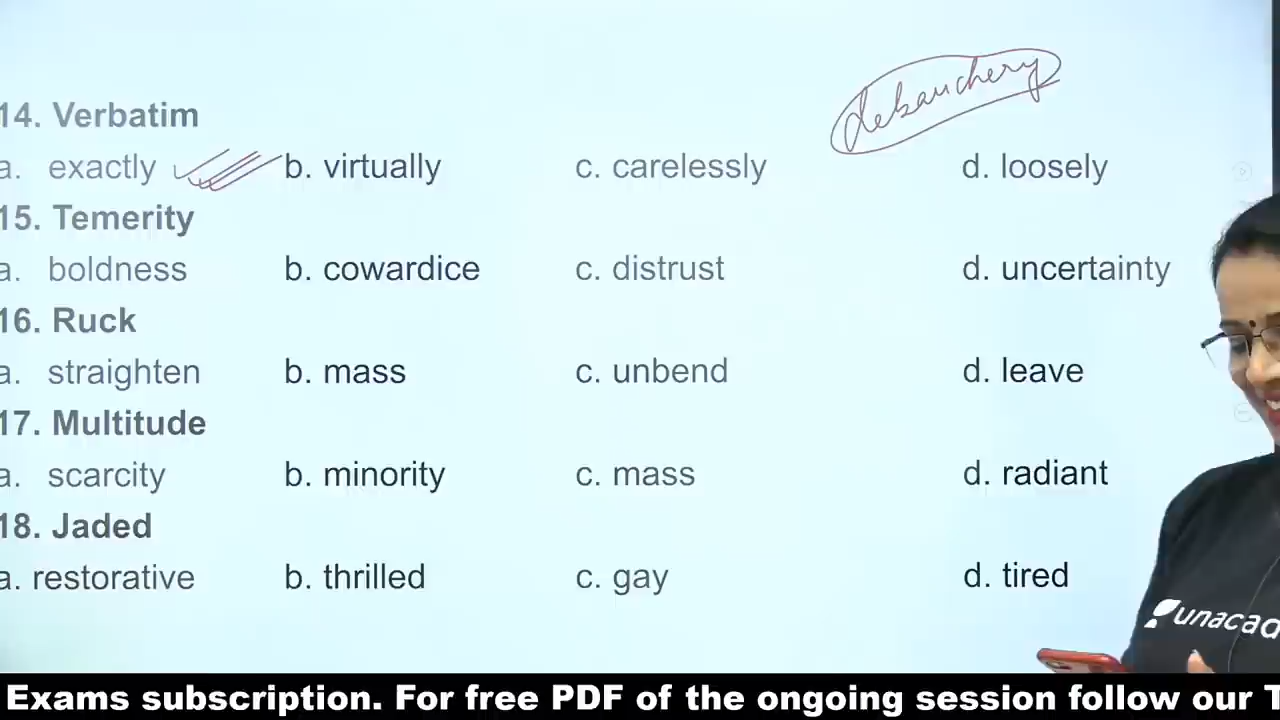 debauchery
14. Verbatim
a. exactly b. virtually c. carelessly d. loosely
15. Temerity
a. boldness b. cowardice c. distrust d. uncertainty
16. Ruck
a. straighten b. mass c. unbend d. leave
17. Multitude
a. scarcity b. minority c. mass d. radiant
18. Jaded
a. restorative b. thrilled c. gay d. tired
unacad
Exams subscription. For free PDF of the ongoing session follow our T